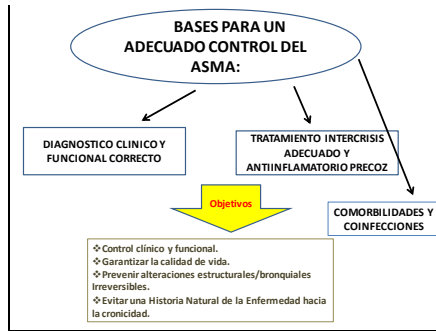 BASES PARA UN
ADECUADO CONTROL DEL
ASMA:
DIAGNOSTICO CLINICO Y
FUNCIONAL CORRECTO
TRATAMIENTO INTERCRISIS
ADECUADO Y
ANTIINFLAMATORIO PRECOZ
Objetivos
COMORBILIDADES Y
COINFECCIONES
❖Control clínico y funcional.
❖Garantizar la calidad de vida.
❖Prevenir alteraciones estructurales/bronquiales
Irreversibles.
❖Evitar una Historia Natural de la Enfermedad hacia
la cronicidad.